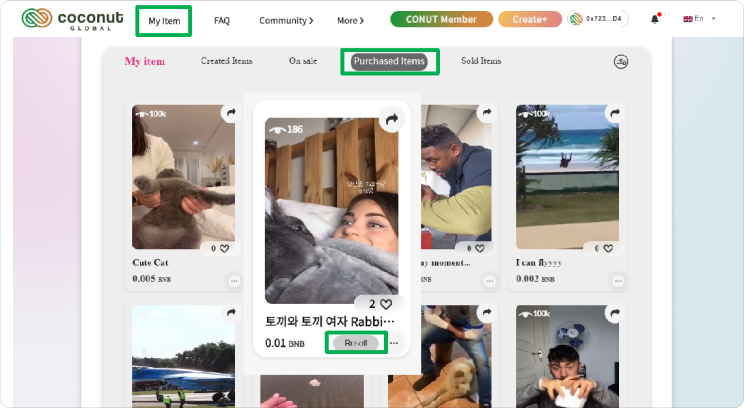 coconut
GLOBAL
My Item
FAQ
Community
More
CONUT Member
Create+
0x723...D4
En
My item
Created Items
On sale
Purchased Items
Sold Items
100k
186
100k
0
2
0
0
Cute Cat
토끼와 토끼 여자 Rabbi...
my moment...
I can flyyyy
0.005 BNB
0.01 BNB
Resell
BNB
0.002 BNB
100k